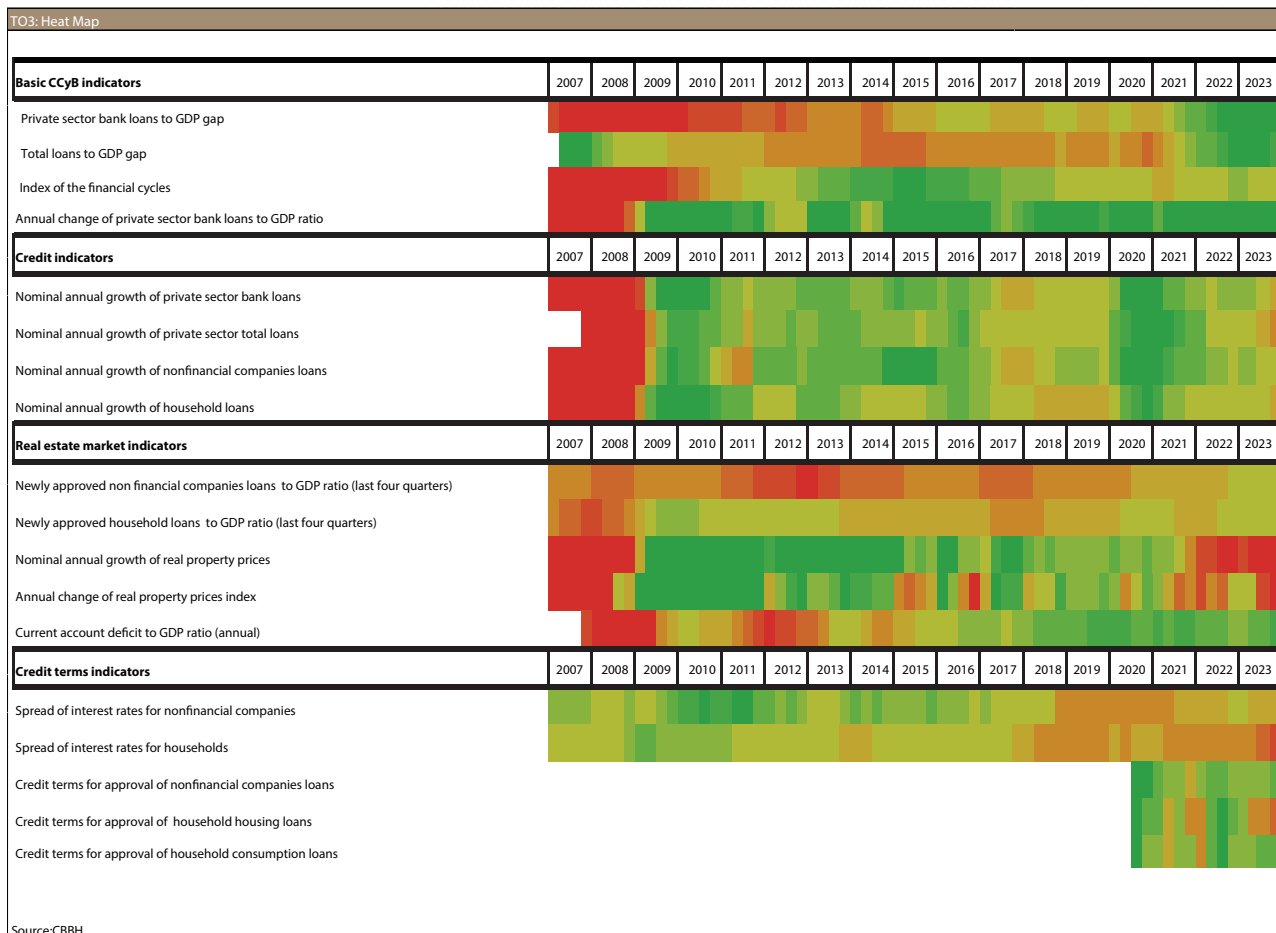 TO3: Heat Map
Basic CCyB indicators 2007 2008 2009 2010 2011 2012 2013 2014 2015 2016 2017 2018 2019 2020 2021 2022 2023
Private sector bank loans to GDP gap
Total loans to GDP gap
Index of the financial cycles
Annual change of private sector bank loans to GDP ratio
Credit indicators 2007 2008 2009 2010 2011 2012 2013 2014 2015 2016 2017 2018 2019 2020 2021 2022 2023
Nominal annual growth of private sector bank loans
Nominal annual growth of private sector total loans
Nominal annual growth of nonfinancial companies loans
Nominal annual growth of household loans
Real estate market indicators 2007 2008 2009 2010 2011 2012 2013 2014 2015 2016 2017 2018 2019 2020 2021 2022 2023
Newly approved non financial companies loans to GDP ratio (last four quarters)
Newly approved household loans to GDP ratio (last four quarters)
Nominal annual growth of real property prices
Annual change of real property prices index
Current account deficit to GDP ratio (annual)
Credit terms indicators 2007 2008 2009 2010 2011 2012 2013 2014 2015 2016 2017 2018 2019 2020 2021 2022 2023
Spread of interest rates for nonfinancial companies
Spread of interest rates for households
Credit terms for approval of nonfinancial companies loans
Credit terms for approval of household housing loans
Credit terms for approval of household consumption loans
Source:CBBH